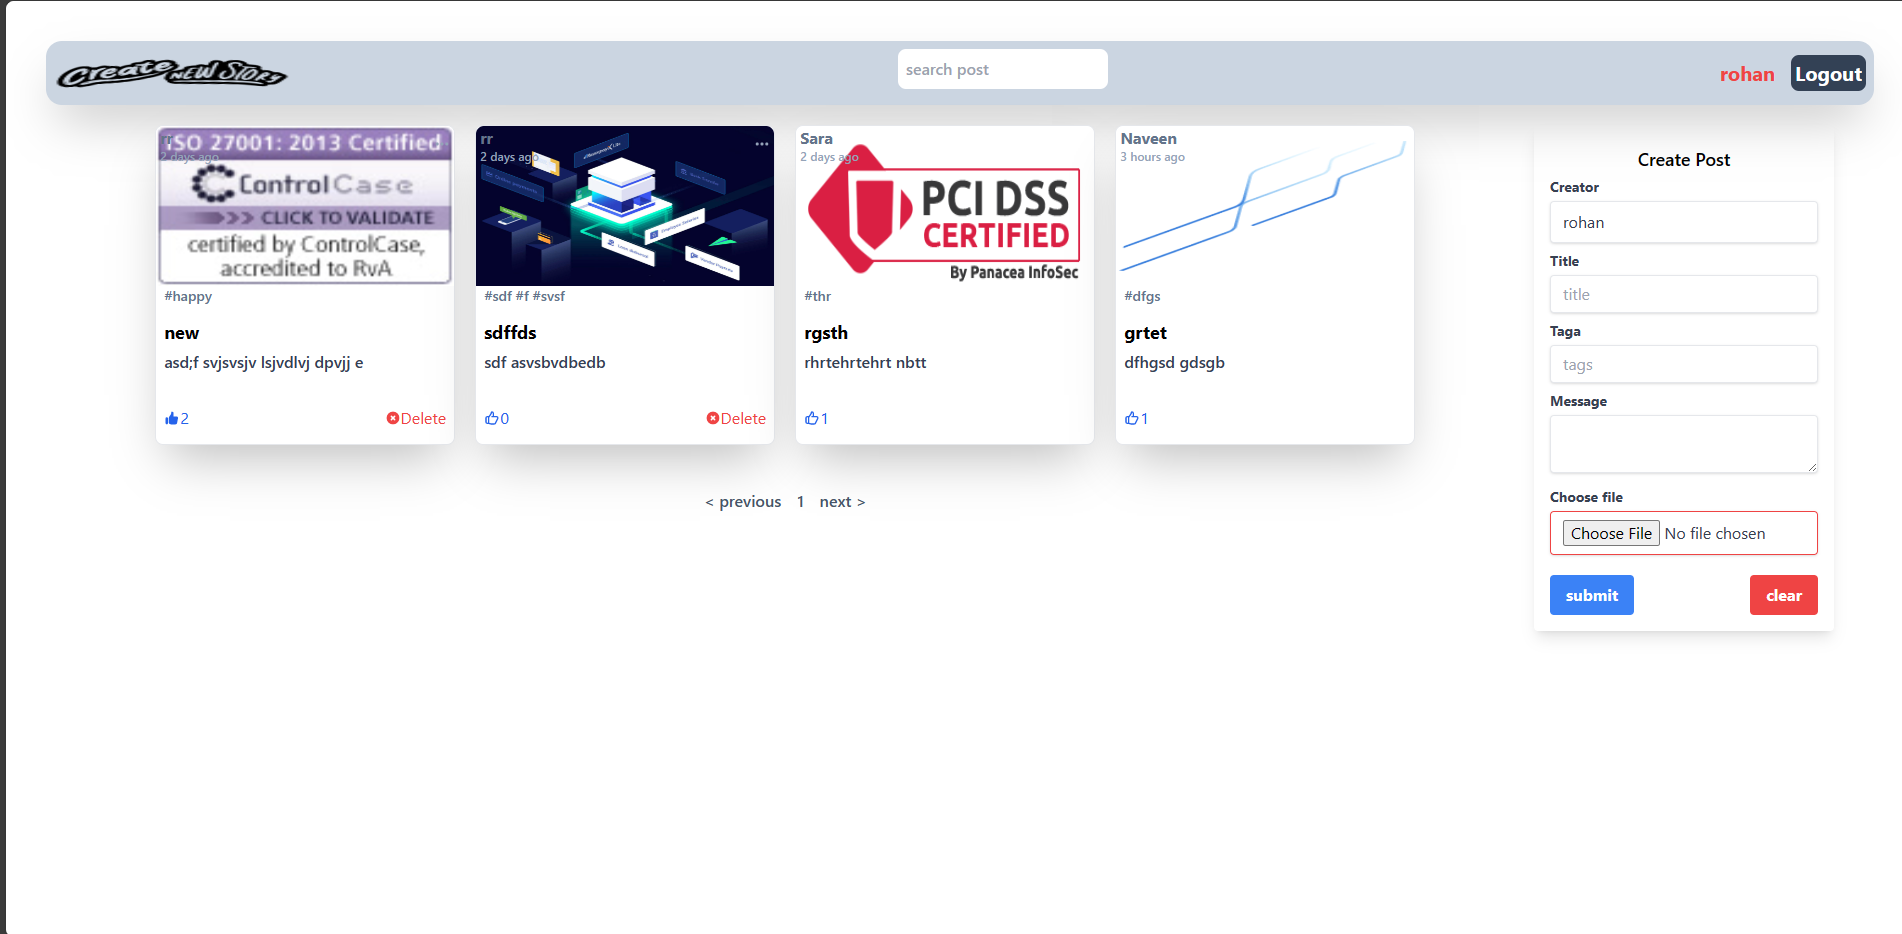 Create NEW STORY
search post
rohan
Logout
rr
2 days ago
ISO 27001: 2013 Certified
ControlCase
>>> CLICK TO VALIDATE
certified by ControlCase,
accredited to RvA
#happy
new
asd;f svjsvsjv lsjvdlvj dpvjj e
2
Delete
rr
2 days ago
#sdf #f #svsf
sdffds
sdf asvsbvdbedb
0
Delete
Sara
2 days ago
PCI DSS
CERTIFIED
By Panacea InfoSec
#thr
rgsth
rhrtehrtehrt nbtt
1
Naveen
3 hours ago
#dfgs
grtet
dfhgsd gdsgb
1
< previous 1 next >
Create Post
Creator
rohan
Title
title
Taga
tags
Message
Choose file
Choose File No file chosen
submit
clear